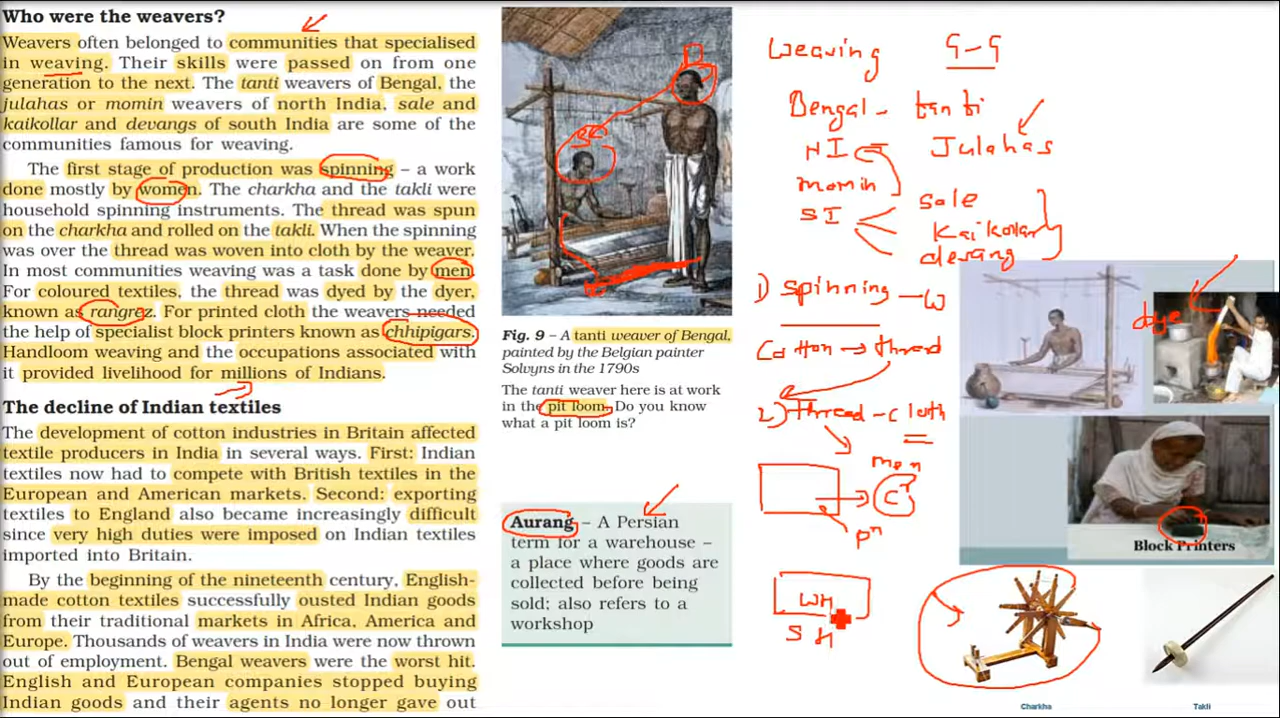 Who were the weavers?
Weavers often belonged to communities that specialised
in weaving. Their skills were passed on from one
generation to the next. The tanti weavers of Bengal, the
julahas or momin weavers of north India, sale and
kaikollar and devangs of south India are some of the
communities famous for weaving.
The first stage of production was spinning – a work
done mostly by women. The charkha and the takli were
household spinning instruments. The thread was spun
on the charkha and rolled on the takli. When the spinning
was over the thread was woven into cloth by the weaver.
In most communities weaving was a task done by men.
For coloured textiles, the thread was dyed by the dyer,
known as rangrez. For printed cloth the weavers needed
the help of specialist block printers known as chhipigars.
Handloom weaving and the occupations associated with
it provided livelihood for millions of Indians.
The decline of Indian textiles
The development of cotton industries in Britain affected
textile producers in India in several ways. First: Indian
textiles now had to compete with British textiles in the
European and American markets. Second: exporting
textiles to England also became increasingly difficult
since very high duties were imposed on Indian textiles
imported into Britain.
By the beginning of the nineteenth century, English-
made cotton textiles successfully ousted Indian goods
from their traditional markets in Africa, America and
Europe. Thousands of weavers in India were now thrown
out of employment. Bengal weavers were the worst hit.
English and European companies stopped buying
Indian goods and their agents no longer gave out
Fig. 9 – A tanti weaver of Bengal,
painted by the Belgian painter
Solvyns in the 1790s
The tanti weaver here is at work
in the pit loom. Do you know
what a pit loom is?
Aurang – A Persian
term for a warehouse –
a place where goods are
collected before being
sold; also refers to a
workshop
Weaving G-G
Bengal - tanti
NI = Julahas
momin
SI sale
Kaikollar
devang
1) spinning - W
Cotton → thread
2) thread - cloth
men
C
pn
WH
S H
dye
Block Printers
Charkha
Takli